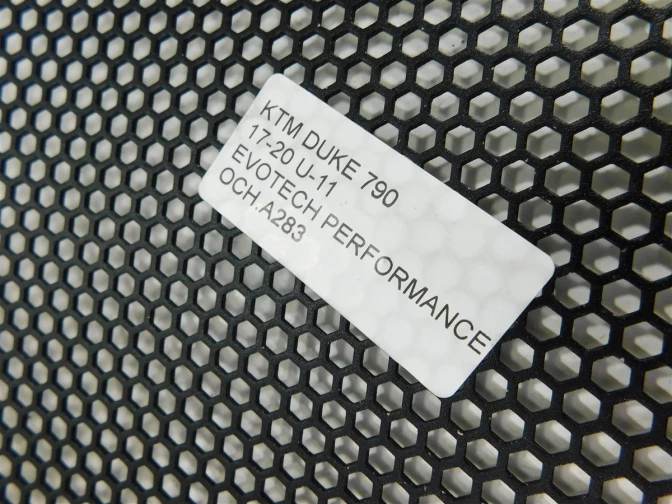 KTM DUKE 790
17-20 U-11
EVOTECH PERFORMANCE
OCH.A283